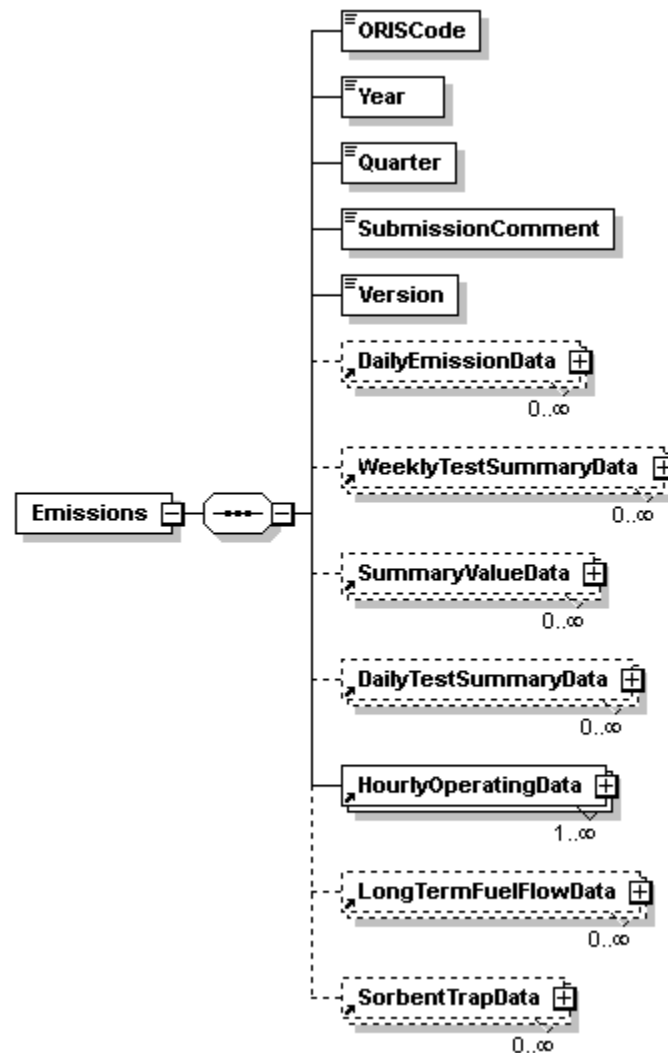 ORISCode
Year
Quarter
SubmissionComment
Version
DailyEmissionData
0..∞
WeeklyTestSummaryData
0..∞
Emissions
SummaryValueData
0..∞
DailyTestSummaryData
0..∞
HourlyOperatingData
1..∞
LongTermFuelFlowData
0..∞
SorbentTrapData
0..∞